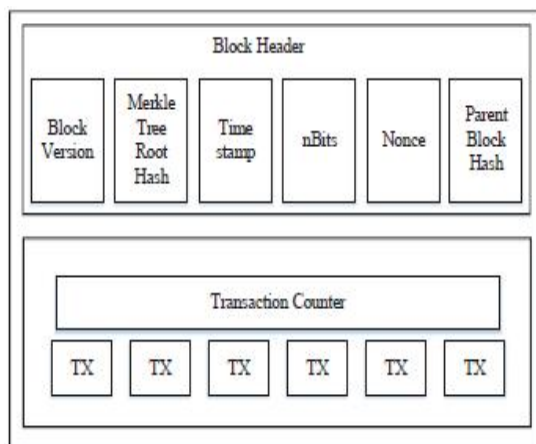 Block Header
Block
Version
Merkle
Tree
Root
Hash
Time
stamp
nBits
Nonce
Parent
Block
Hash
Transaction Counter
TX
TX
TX
TX
TX
TX